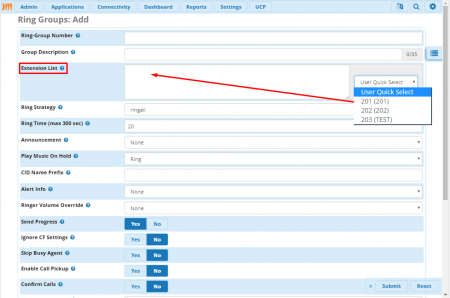 Admin Applications Connectivity Dashboard Reports Settings UCP
Ring Groups: Add
Ring-Group Number
Group Description 0/35
Extension List
User Quick Select
User Quick Select
201 (201)
202 (202)
203 (TEST)
Ring Strategy ringall
Ring Time (max 300 sec) 20
Announcement None
Play Music On Hold Ring
CID Name Prefix
Alert Info None
Ringer Volume Override None
Send Progress Yes No
Ignore CF Settings Yes No
Skip Busy Agent Yes No
Enable Call Pickup Yes No
Confirm Calls Yes No
» Submit Reset